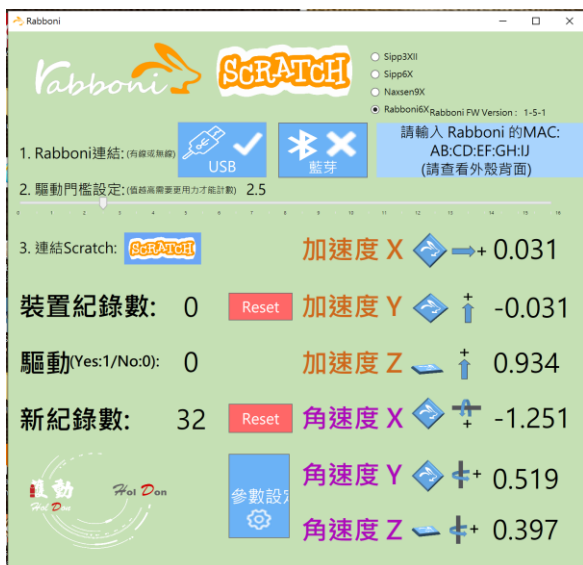 Rabboni
rabboni
SCRATCH
Sipp3XII
Sipp6X
Naxsen9X
Rabboni6X Rabboni FW Version : 1-5-1
1. Rabboni連結: (有線或無線)
USB
藍芽
請輸入 Rabboni 的MAC:
AB:CD:EF:GH:IJ
(請查看外殼背面)
2. 驅動門檻設定: (值越高需要更用力才能計數) 2.5
0 1 2 3 4 5 6 7 8 9 10 11 12 13 14 15 16
3. 連結Scratch: SCRATCH
加速度 X + 0.031
裝置紀錄數: 0 Reset
加速度 Y + -0.031
驅動(Yes:1/No:0): 0
加速度 Z + 0.934
新紀錄數: 32 Reset
角速度 X + -1.251
動 Hol Don
Hol Don
參數設
角速度 Y + 0.519
角速度 Z + 0.397